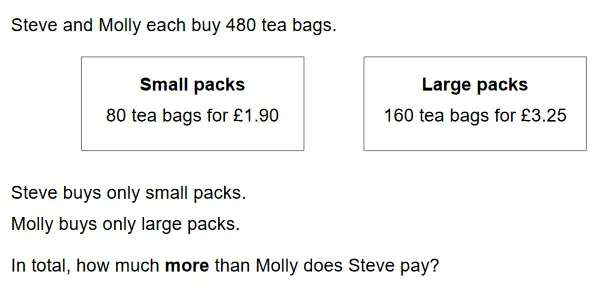 Steve and Molly each buy 480 tea bags.
Small packs
80 tea bags for £1.90
Large packs
160 tea bags for £3.25
Steve buys only small packs.
Molly buys only large packs.
In total, how much more than Molly does Steve pay?